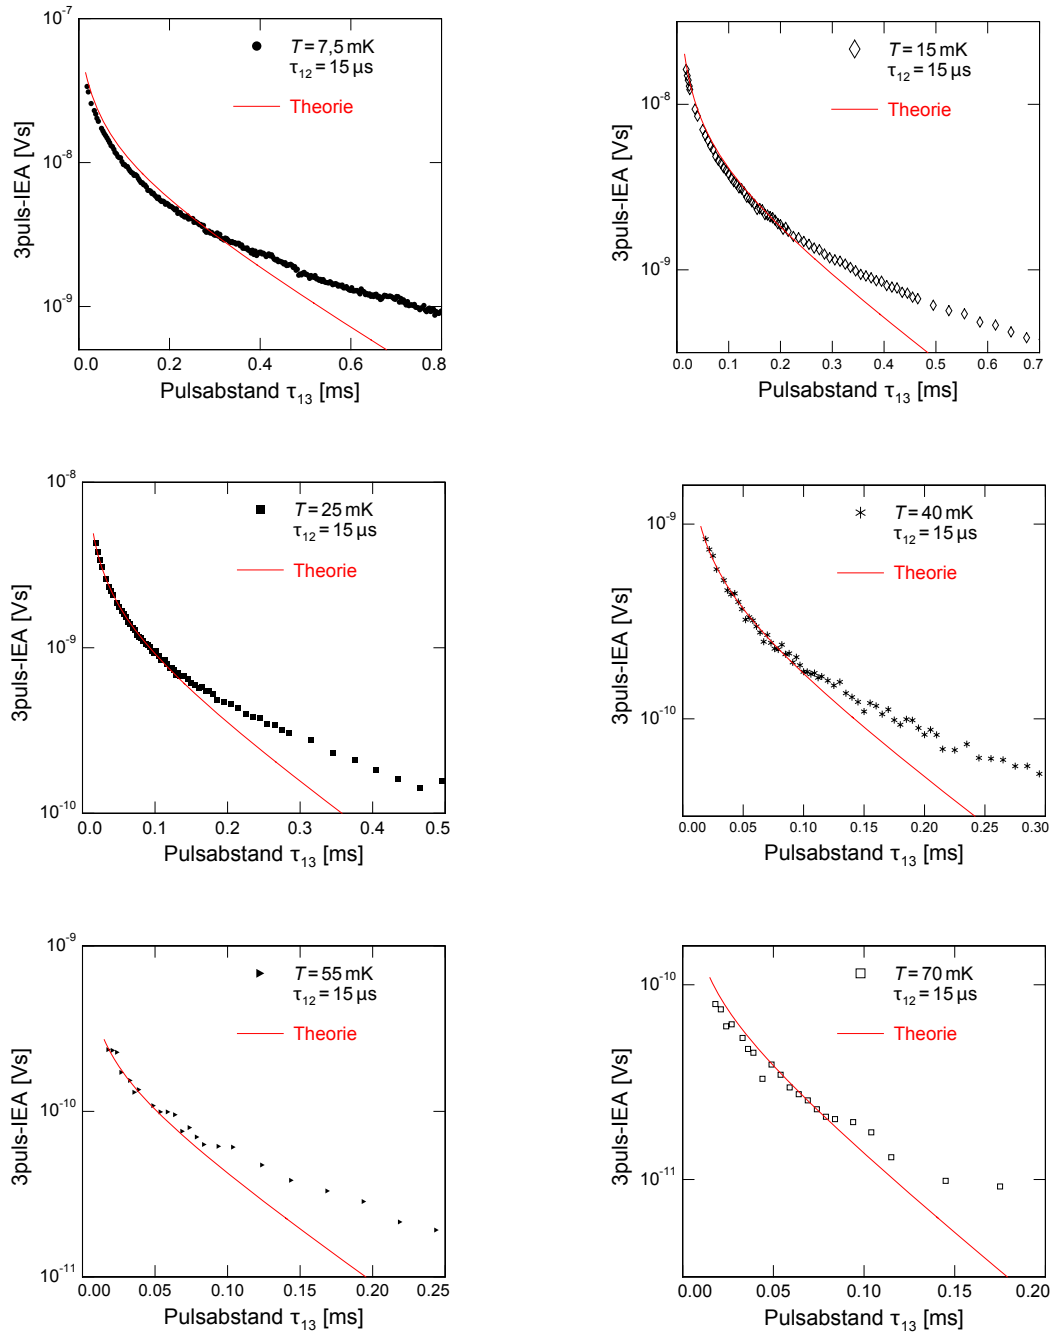 10⁻⁷
10⁻⁸
10⁻⁹
3puls-IEA [Vs]
T = 7,5 mK
τ₁₂ = 15 µs
Theorie
0.0 0.2 0.4 0.6 0.8
Pulsabstand τ₁₃ [ms]
10⁻⁸
10⁻⁹
3puls-IEA [Vs]
T = 15 mK
τ₁₂ = 15 µs
Theorie
0.0 0.1 0.2 0.3 0.4 0.5 0.6 0.7
Pulsabstand τ₁₃ [ms]
10⁻⁸
10⁻⁹
10⁻¹⁰
3puls-IEA [Vs]
T = 25 mK
τ₁₂ = 15 µs
Theorie
0.0 0.1 0.2 0.3 0.4 0.5
Pulsabstand τ₁₃ [ms]
10⁻⁹
10⁻¹⁰
3puls-IEA [Vs]
T = 40 mK
τ₁₂ = 15 µs
Theorie
0.00 0.05 0.10 0.15 0.20 0.25 0.30
Pulsabstand τ₁₃ [ms]
10⁻⁹
10⁻¹⁰
10⁻¹¹
3puls-IEA [Vs]
T = 55 mK
τ₁₂ = 15 µs
Theorie
0.00 0.05 0.10 0.15 0.20 0.25
Pulsabstand τ₁₃ [ms]
10⁻¹⁰
10⁻¹¹
3puls-IEA [Vs]
T = 70 mK
τ₁₂ = 15 µs
Theorie
0.00 0.05 0.10 0.15 0.20
Pulsabstand τ₁₃ [ms]